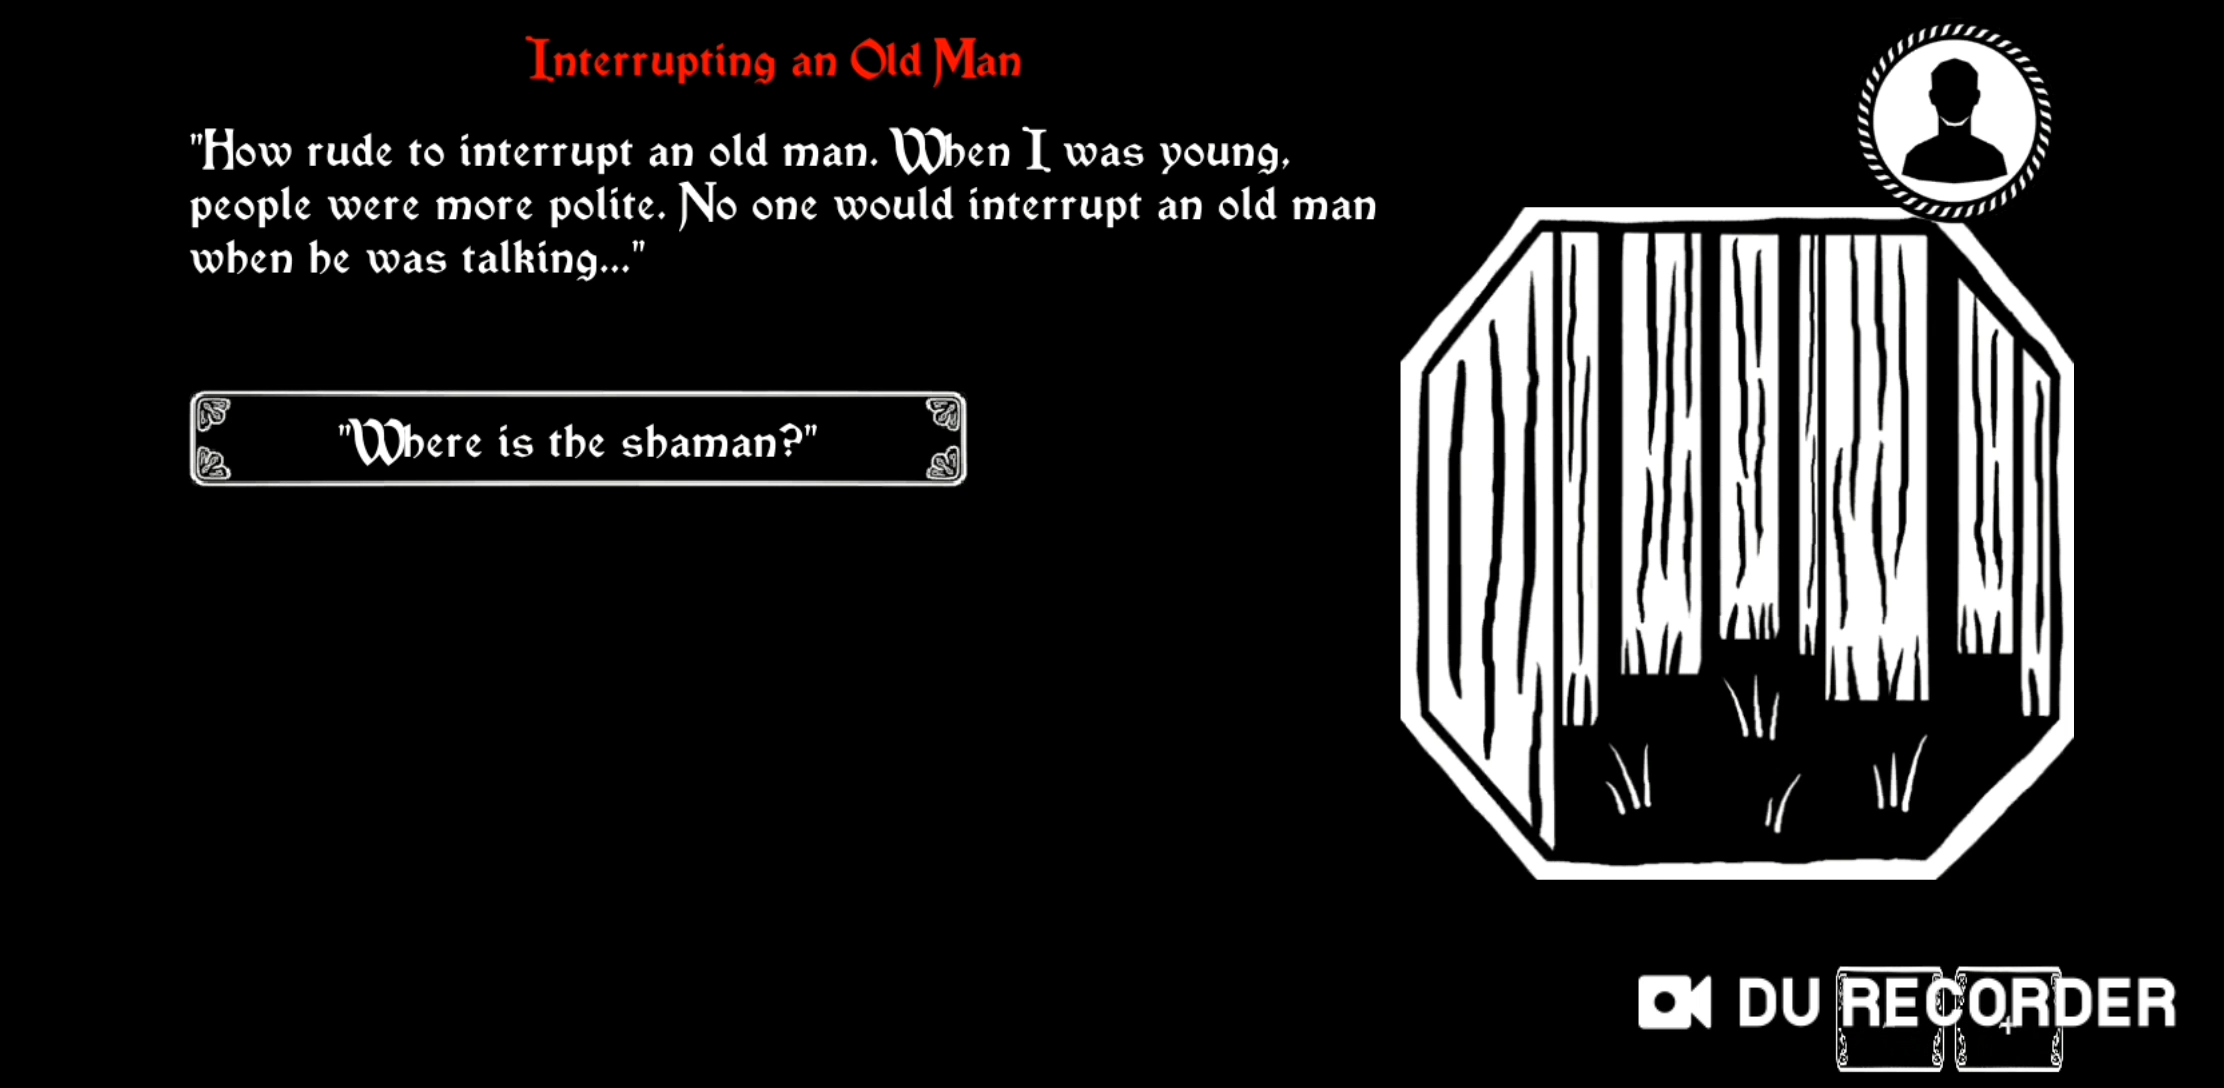 Interrupting an Old Man
"How rude to interrupt an old man. When I was young,
people were more polite. No one would interrupt an old man
when he was talking..."
"Where is the shaman?"
DU RECORDER